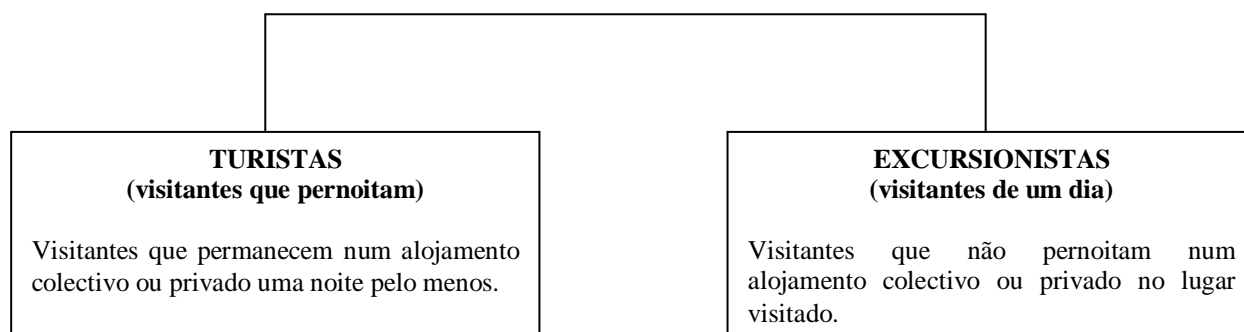 TURISTAS
(visitantes que pernoitam)
Visitantes que permanecem num alojamento
colectivo ou privado uma noite pelo menos.
EXCURSIONISTAS
(visitantes de um dia)
Visitantes que não pernoitam num
alojamento colectivo ou privado no lugar
visitado.